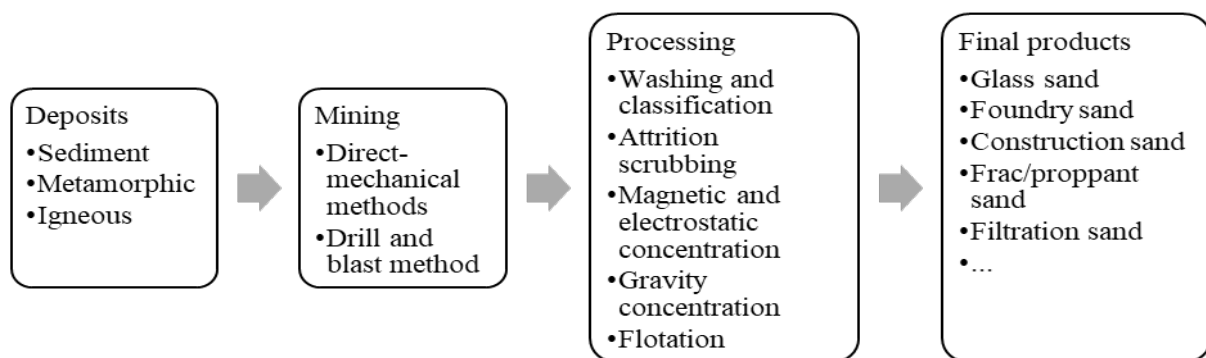 Deposits
•Sediment
•Metamorphic
•Igneous
Mining
•Direct-
mechanical
methods
•Drill and
blast method
Processing
•Washing and
classification
•Attrition
scrubbing
•Magnetic and
electrostatic
concentration
•Gravity
concentration
•Flotation
Final products
•Glass sand
•Foundry sand
•Construction sand
•Frac/proppant
sand
•Filtration sand
•...